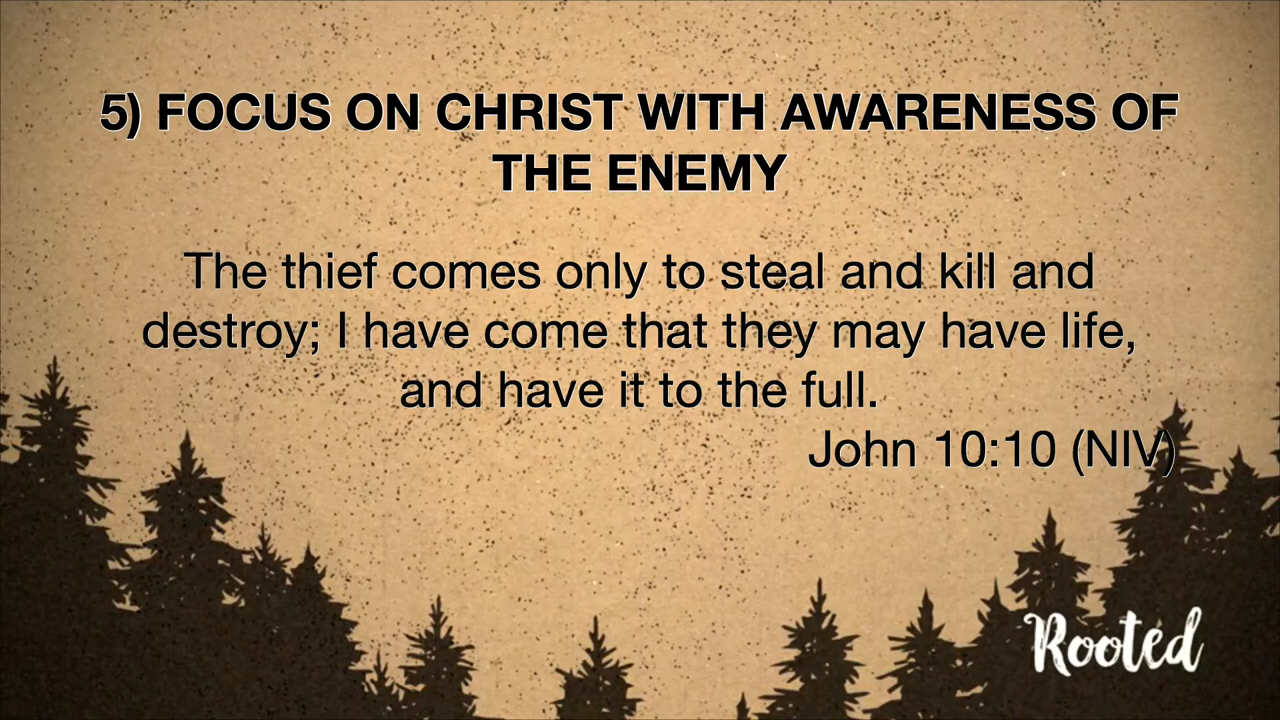 5) FOCUS ON CHRIST WITH AWARENESS OF
THE ENEMY
The thief comes only to steal and kill and
destroy; I have come that they may have life,
and have it to the full.
John 10:10 (NIV)
Rooted